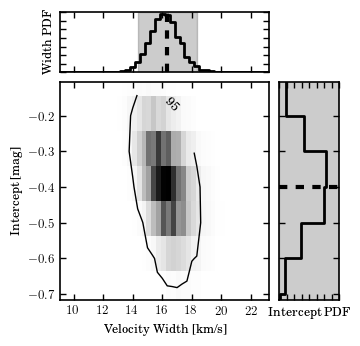 Width PDF
95
−0.2
−0.3
−0.4
−0.5
−0.6
−0.7
Intercept [mag]
10 12 14 16 18 20 22
Velocity Width [km/s]
Intercept PDF